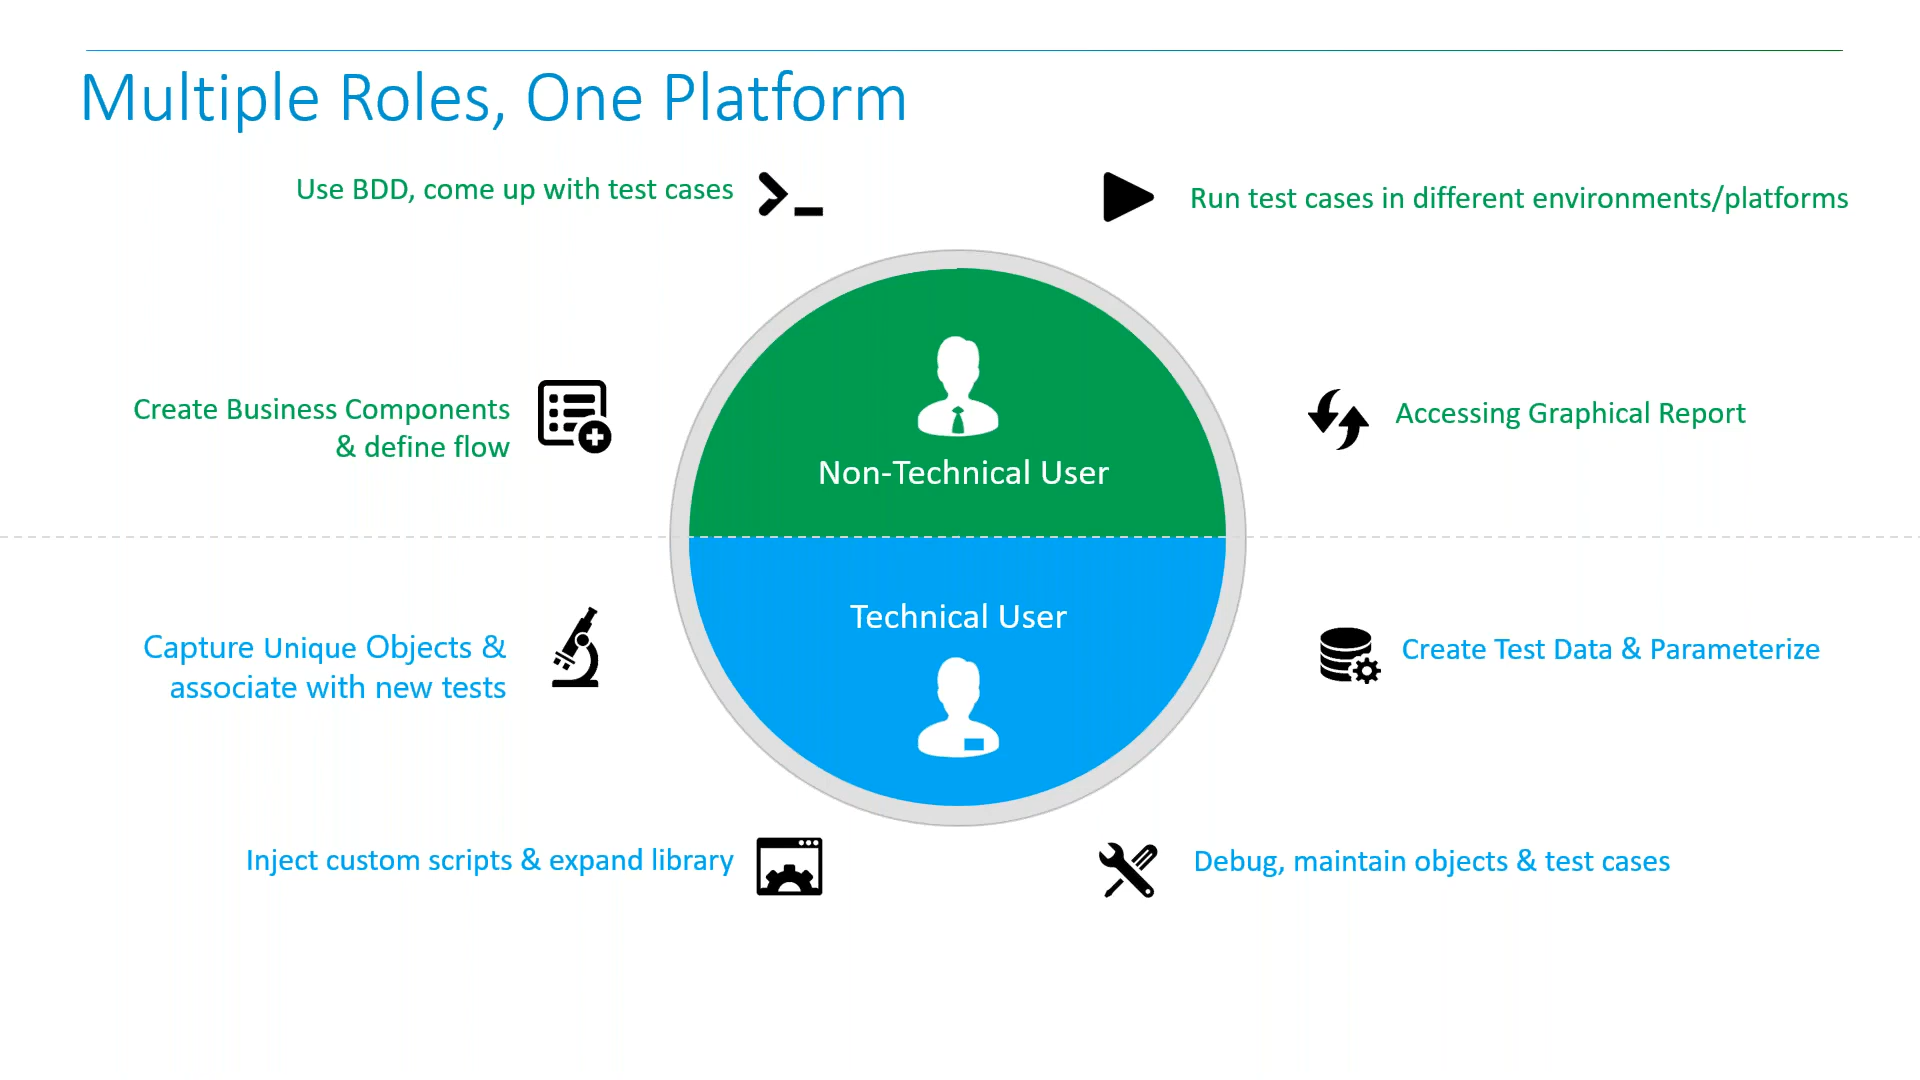 Multiple Roles, One Platform
Use BDD, come up with test cases
Run test cases in different environments/platforms
Create Business Components
& define flow
Accessing Graphical Report
Non-Technical User
Technical User
Capture Unique Objects &
associate with new tests
Create Test Data & Parameterize
Inject custom scripts & expand library
Debug, maintain objects & test cases